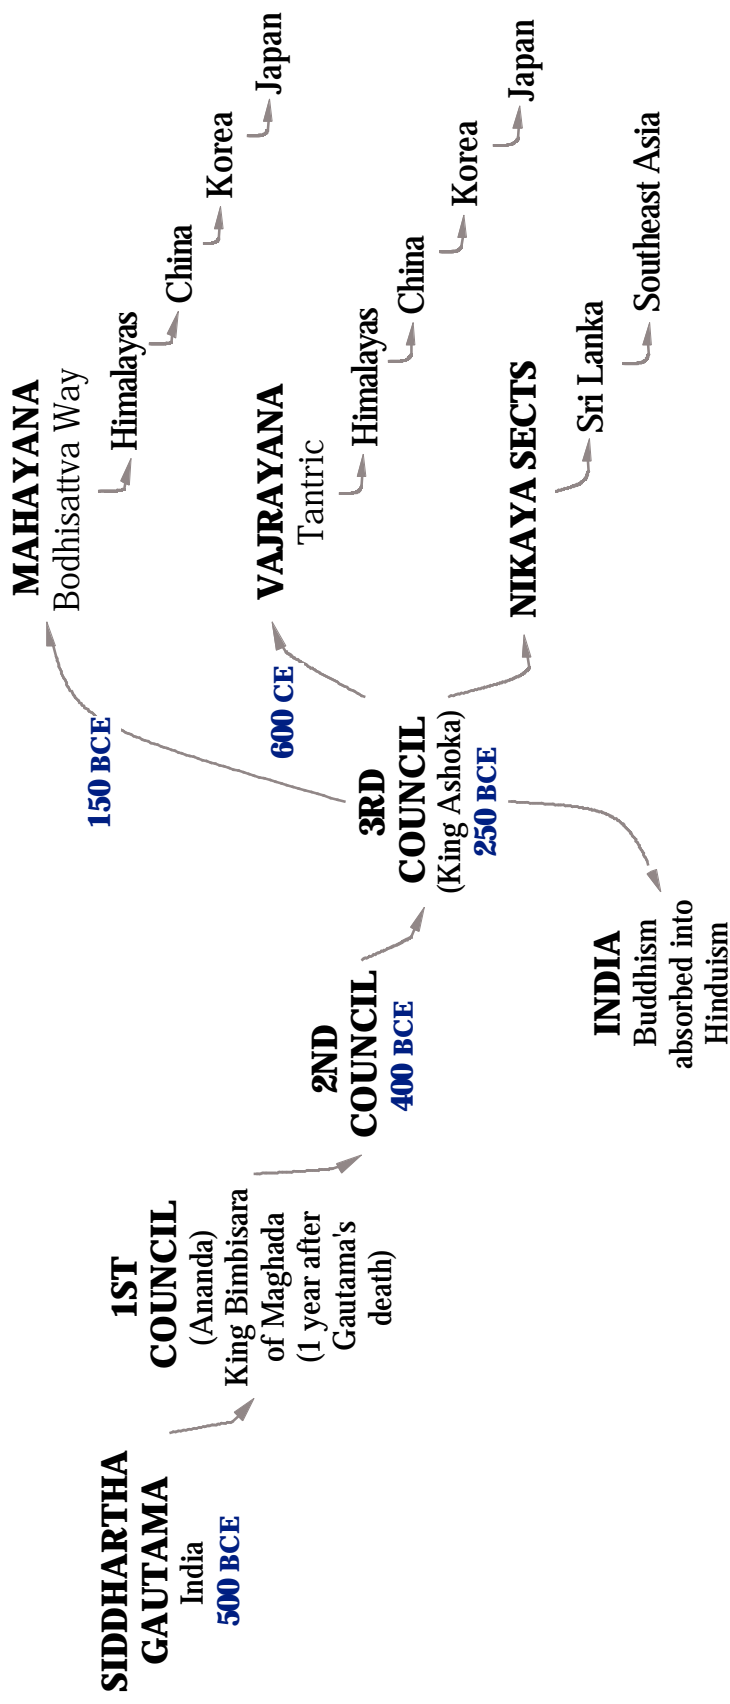 SIDDHARTHA
GAUTAMA
India
500 BCE
1ST
COUNCIL
(Ananda)
King Bimbisara
of Maghada
(1 year after
Gautama's
death)
2ND
COUNCIL
400 BCE
3RD
COUNCIL
(King Ashoka)
250 BCE
150 BCE
MAHAYANA
Bodhisattva Way
Himalayas
China
Korea
Japan
600 CE
VAJRAYANA
Tantric
Himalayas
China
Korea
Japan
NIKAYA SECTS
Sri Lanka
Southeast Asia
INDIA
Buddhism
absorbed into
Hinduism